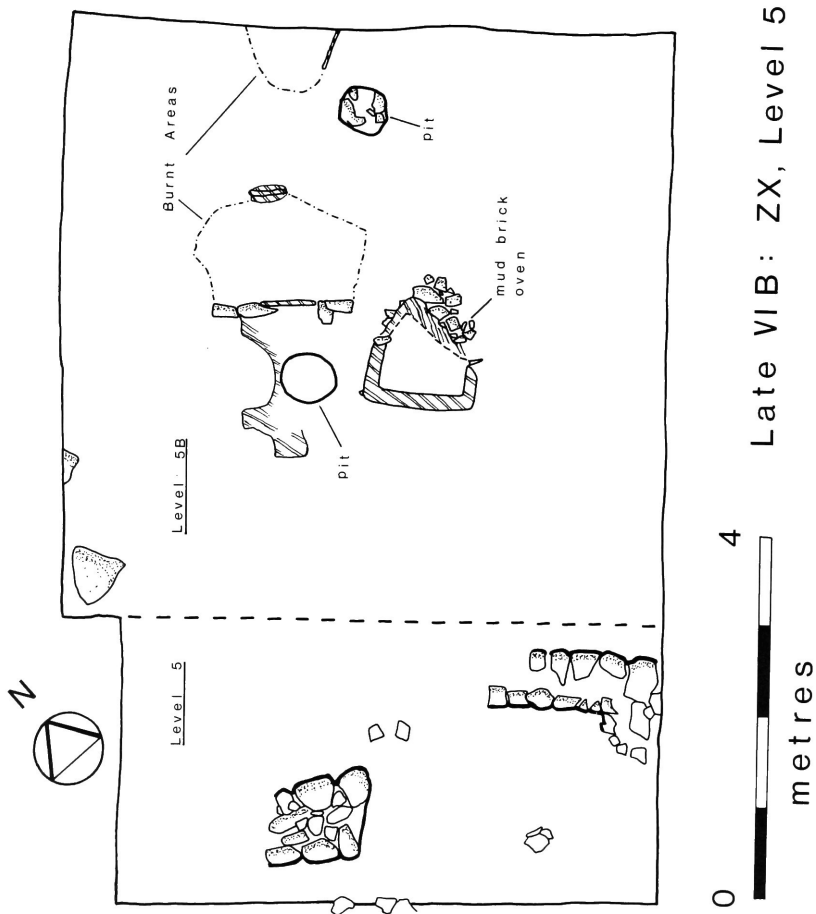 N
Level 5
Level 5B
Burnt Areas
pit
pit
mud brick
oven
0
4
metres
Late VIB: ZX, Level 5